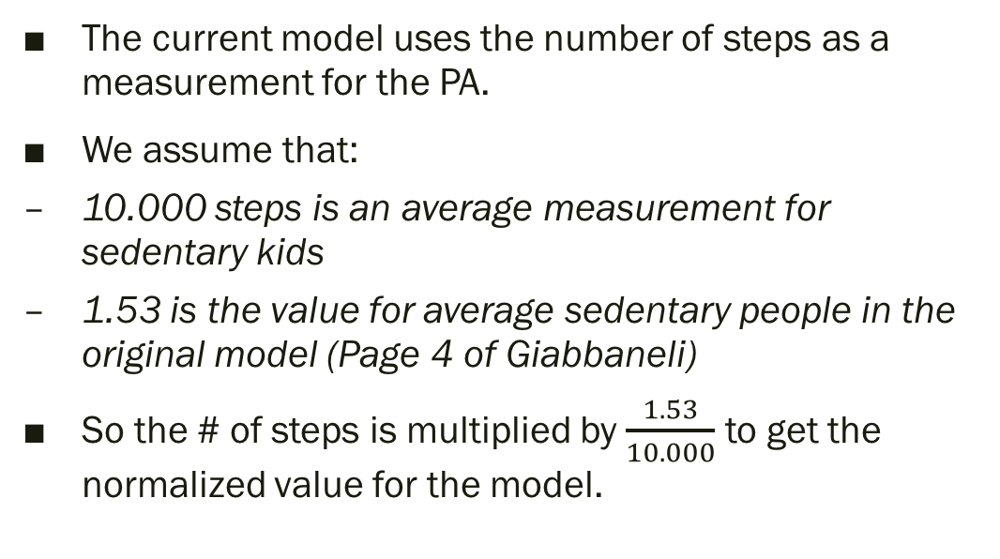 ■ The current model uses the number of steps as a
measurement for the PA.
■ We assume that:
– 10.000 steps is an average measurement for
sedentary kids
– 1.53 is the value for average sedentary people in the
original model (Page 4 of Giabbaneli)
■ So the # of steps is multiplied by 1.53/10.000 to get the
normalized value for the model.